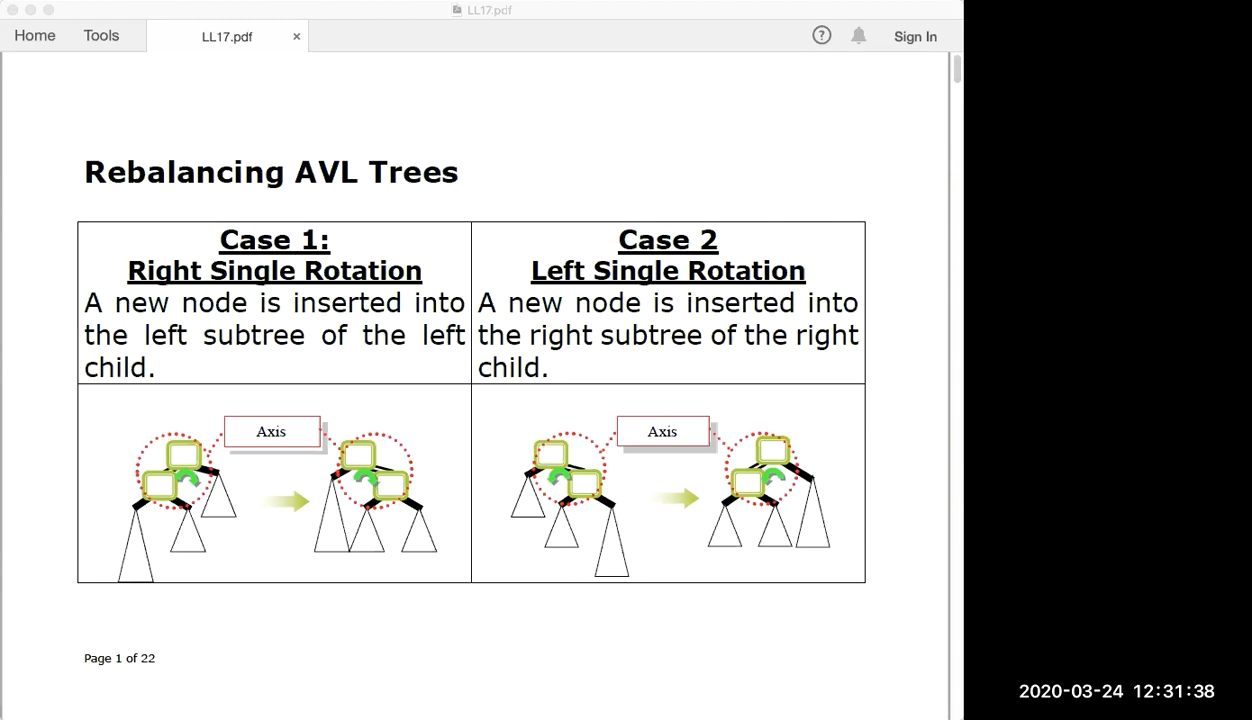 LL17.pdf
Home
Tools
LL17.pdf
×
?
Sign In
Rebalancing AVL Trees
Case 1:
Right Single Rotation
A new node is inserted into
the left subtree of the left
child.
Case 2
Left Single Rotation
A new node is inserted into
the right subtree of the right
child.
Axis
Axis
Page 1 of 22
2020-03-24 12:31:38